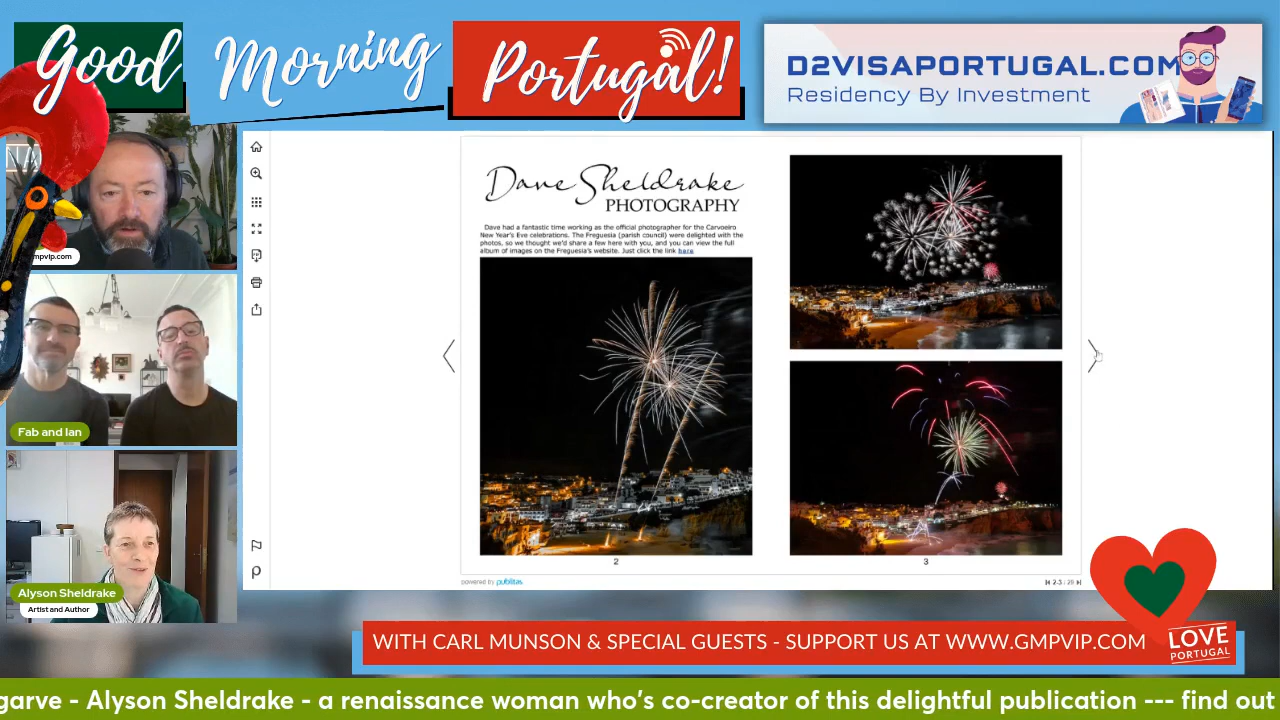 Good Morning Portugal!
D2VISAPORTUGAL.COM
Residency By Investment
NA
mpvip.com
Fab and Ian
Alyson Sheldrake
Artist and Author
Dave Sheldrake
PHOTOGRAPHY
Dave had a fantastic time working as the official photographer for the Carvoeiro
New Year's Eve celebrations. The Freguesia (parish council) were delighted with the
photos, so we thought we'd share a few here with you, and you can view the full
album of images on the Freguesia's website. Just click the link here
2
3
powered by publitas
2-3 / 29
WITH CARL MUNSON & SPECIAL GUESTS - SUPPORT US AT WWW.GMPVIP.COM
LOVE
PORTUGAL
garve - Alyson Sheldrake - a renaissance woman who's co-creator of this delightful publication --- find out